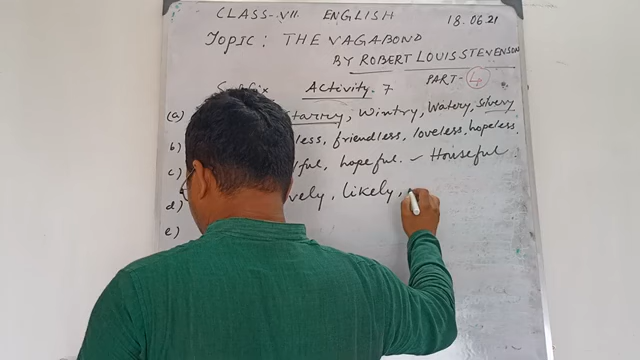 CLASS-VII ENGLISH 18.06.21
TOPIC: THE VAGABOND
BY ROBERT LOUIS STEVENSON
Suffix Activity-7 PART-4
(a) Starry, Wintry, Watery, Silvery
b) less, friendless, loveless, hopeless.
c) ful, hopeful. ✓ Houseful.
d) vely, likely,
e)